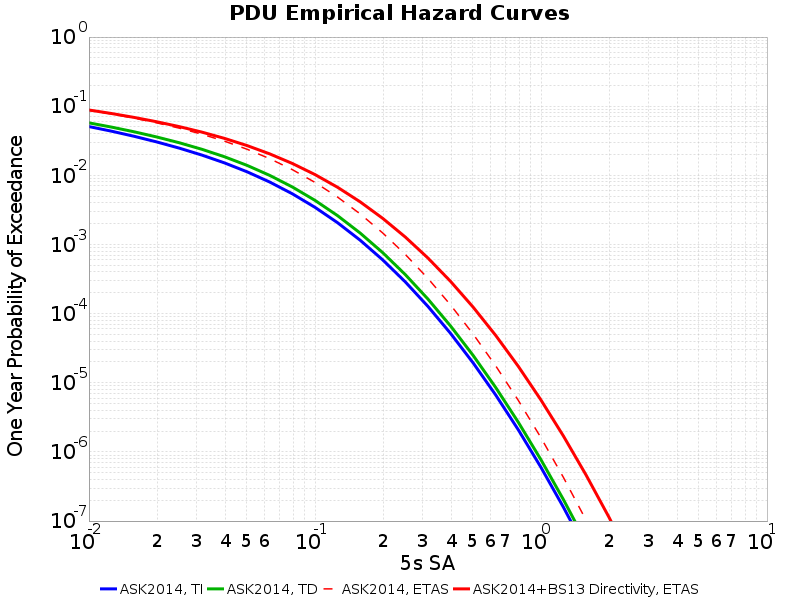 PDU Empirical Hazard Curves
One Year Probability of Exceedance
10^0
10^-1
10^-2
10^-3
10^-4
10^-5
10^-6
10^-7
10^-2 2 3 4 5 6 10^-1 2 3 4 5 6 7 10^0 2 3 4 5 6 7 10^1
5s SA
ASK2014, TI ASK2014, TD ASK2014, ETAS ASK2014+BS13 Directivity, ETAS